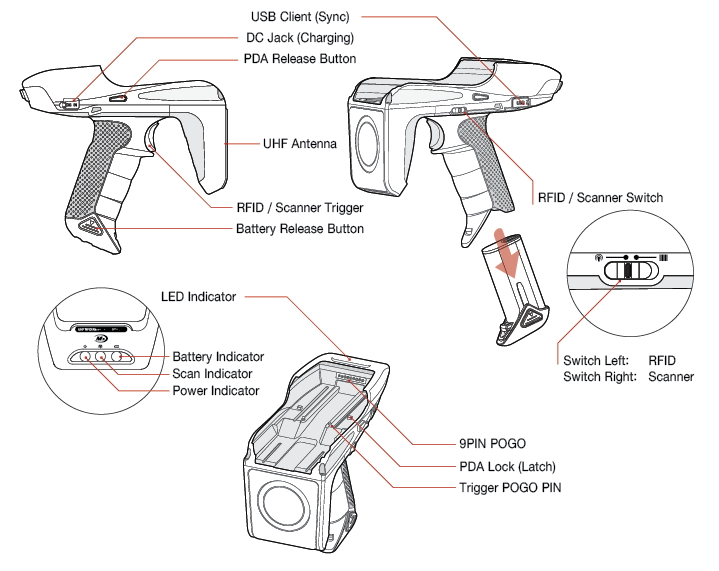 USB Client (Sync)
DC Jack (Charging)
PDA Release Button
UHF Antenna
RFID / Scanner Trigger
Battery Release Button
RFID / Scanner Switch
Switch Left: RFID
Switch Right: Scanner
LED Indicator
Battery Indicator
Scan Indicator
Power Indicator
9PIN POGO
PDA Lock (Latch)
Trigger POGO PIN